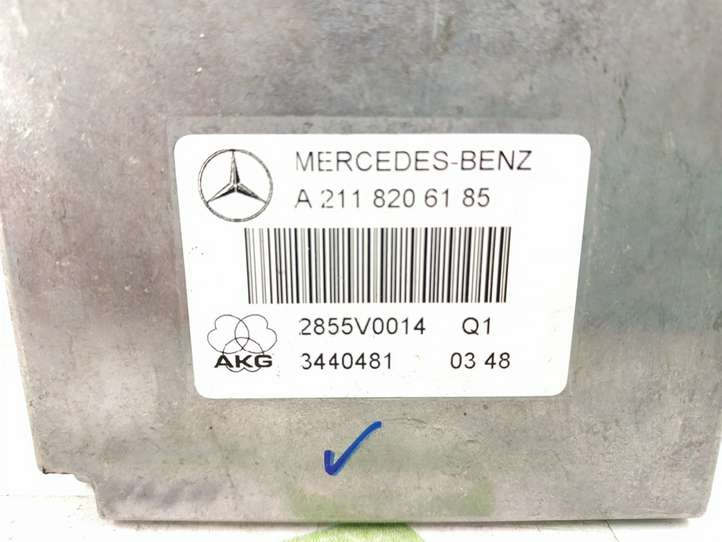 MERCEDES-BENZ
A 211 820 61 85
2855V0014 Q1
AKG 3440481 03 48